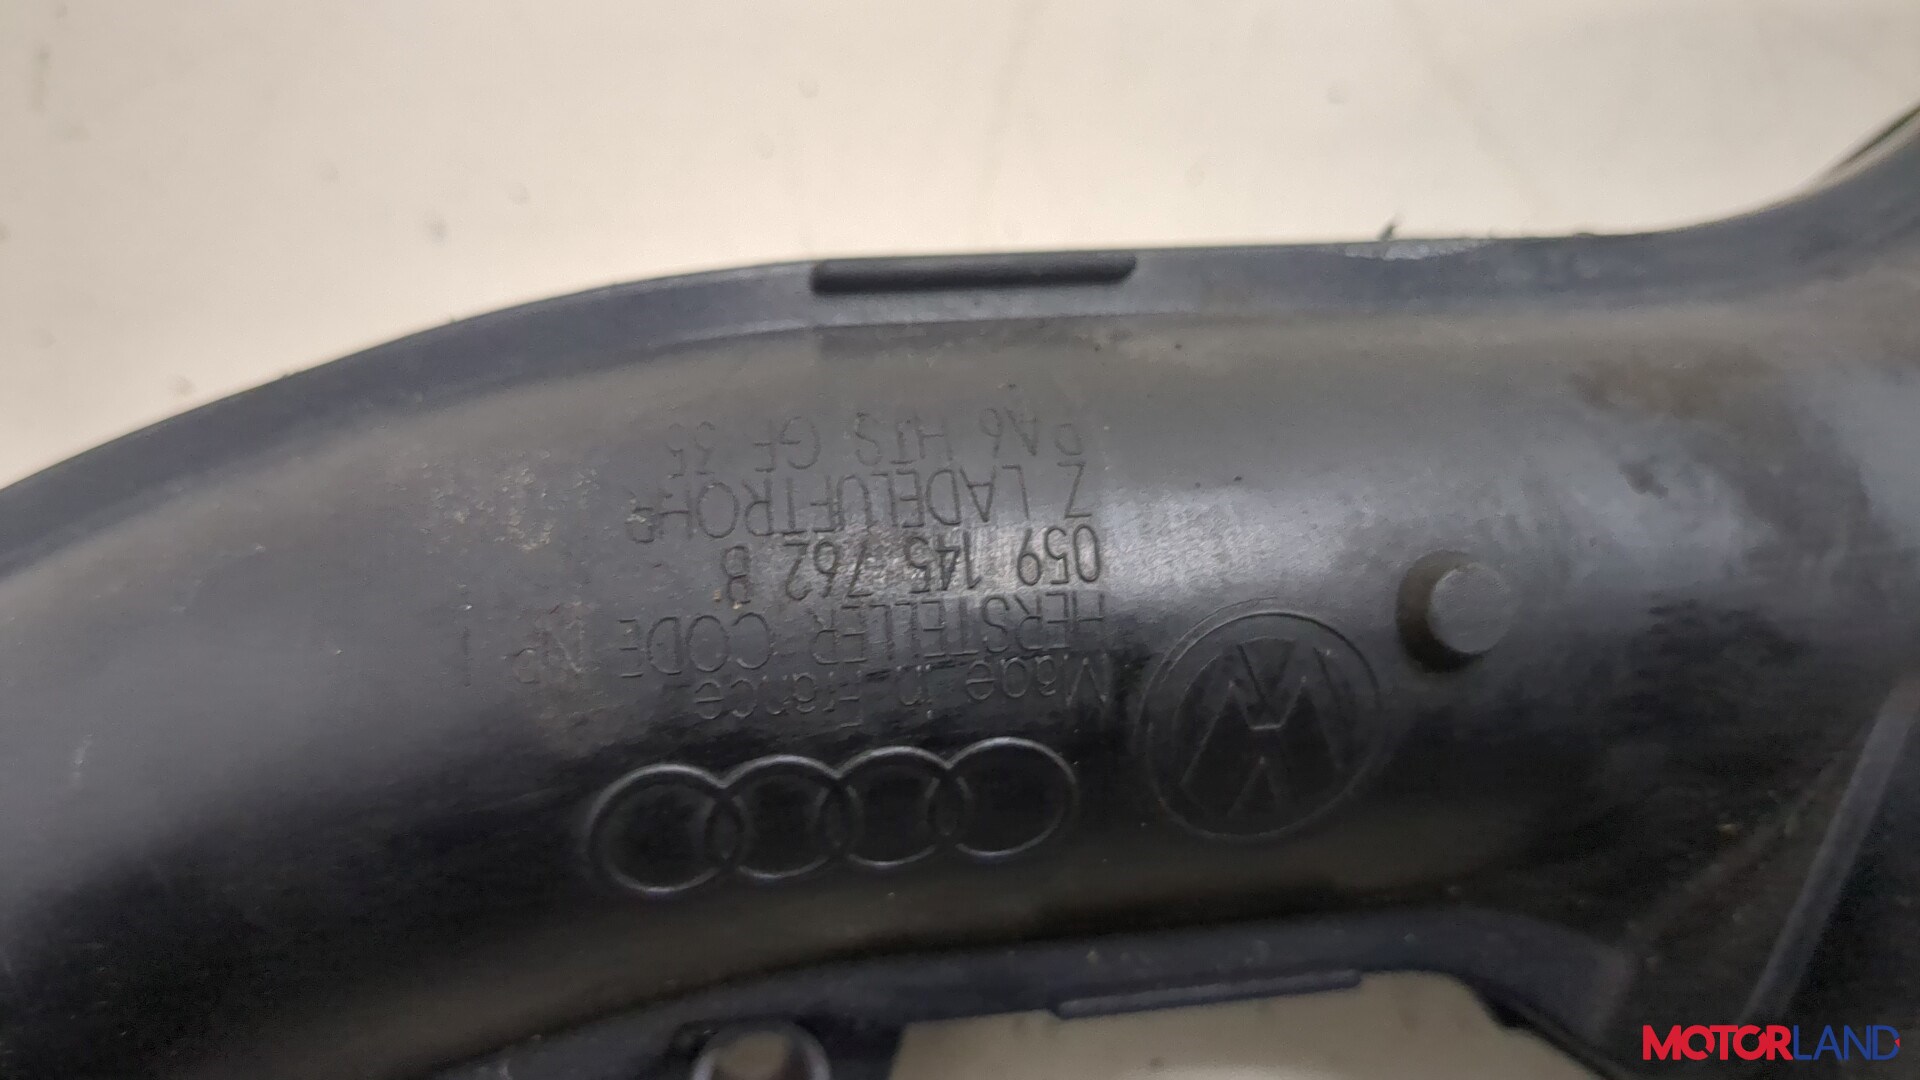 Made in France
HERSTELLER CODE
059 145 762 B
Z LADELUFTROHR
PA6 HTS GF 35
MOTORLAND